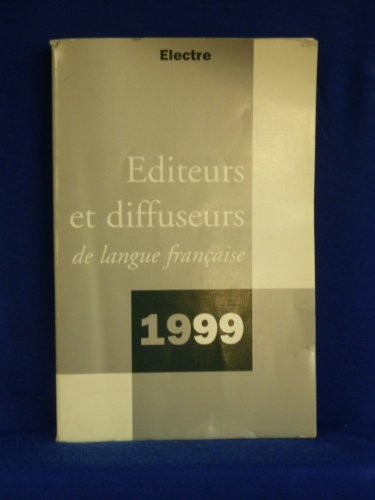 Electre
Editeurs
et diffuseurs
de langue française
1999